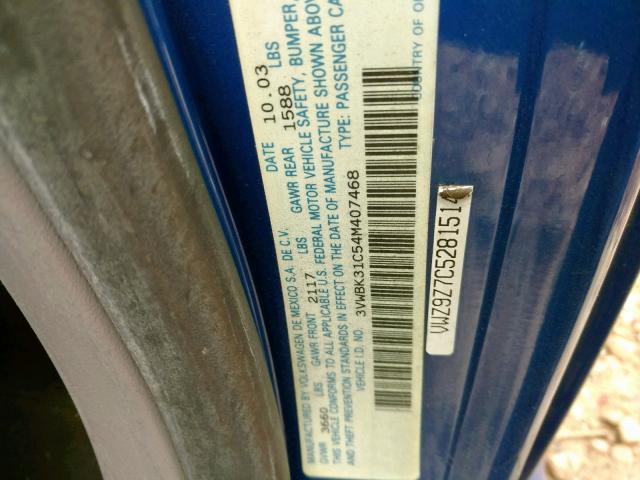 MANUFACTURED BY VOLKSWAGEN DE MEXICO S.A. DE C.V. DATE 10.03
GVWR 3660 LBS GAWR FRONT 2117 LBS GAWR REAR 1588 LBS
THIS VEHICLE CONFORMS TO ALL APPLICABLE U.S. FEDERAL MOTOR VEHICLE SAFETY, BUMPER,
AND THEFT PREVENTION STANDARDS IN EFFECT ON THE DATE OF MANUFACTURE SHOWN ABOVE
VEHICLE I.D. NO. 3VWBK31C54M407468 TYPE: PASSENGER CA
COUNTRY OF
VWZ9Z7C5281514